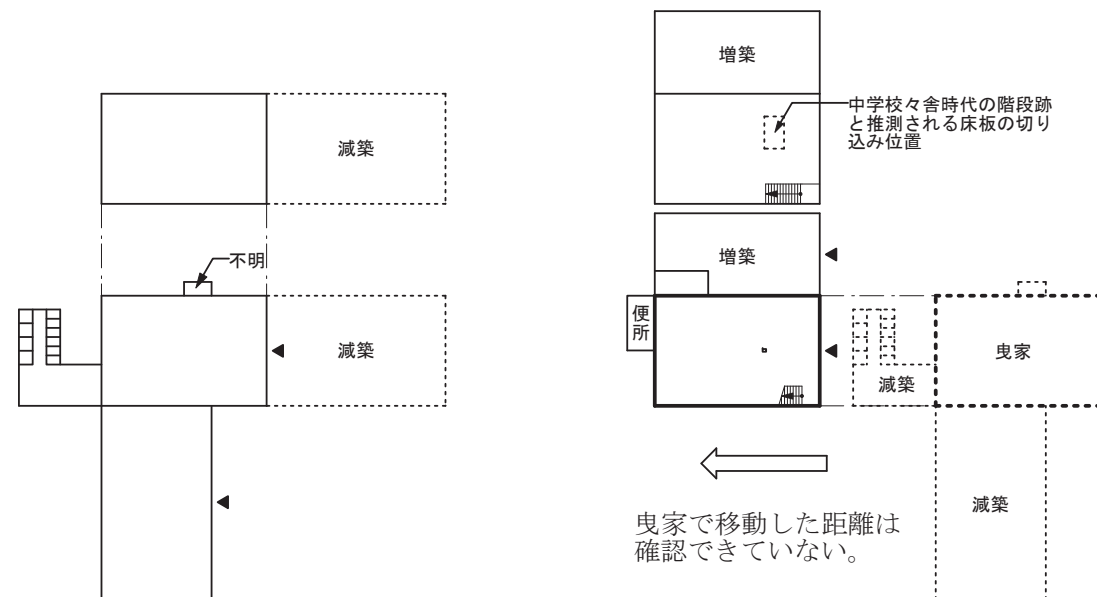 減築
不明
減築
増築
中学校々舎時代の階段跡
と推測される床板の切り
込み位置
増築
便所
減築
曳家
減築
曳家で移動した距離は
確認できていない。